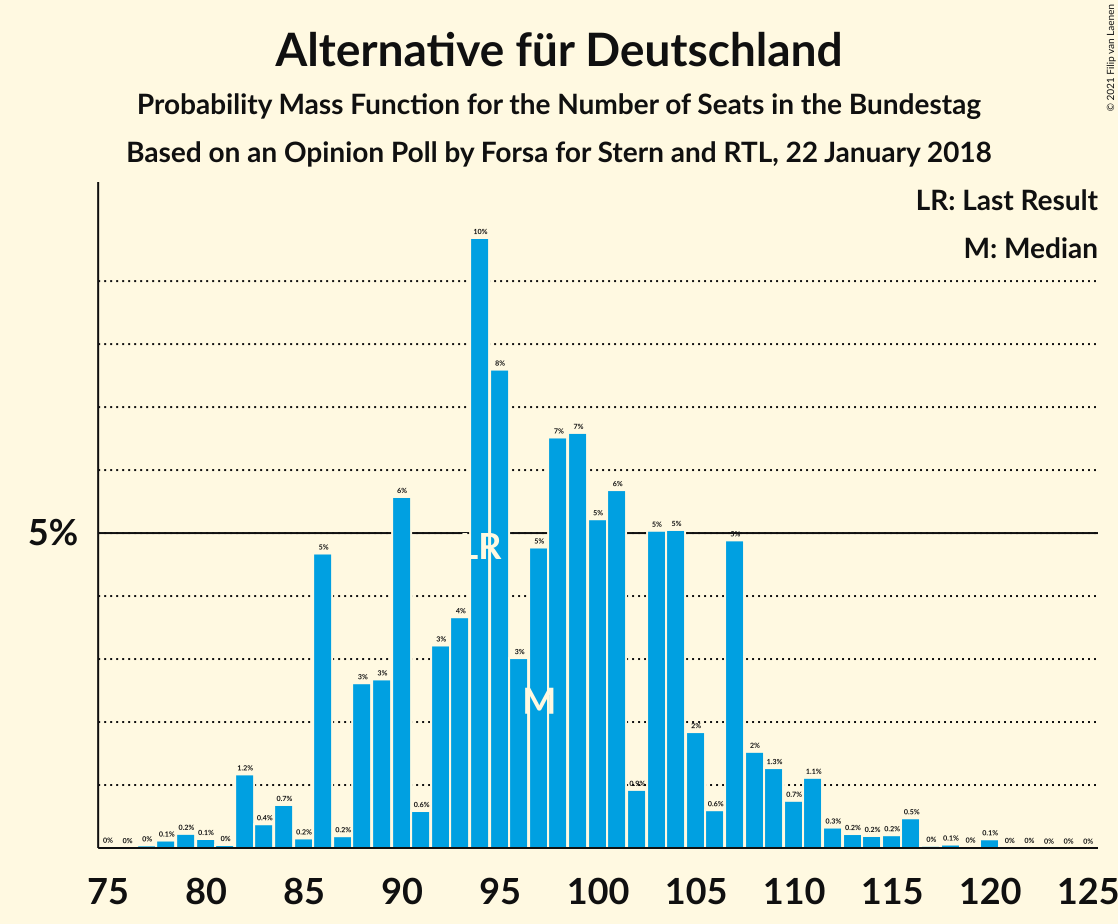 Alternative für Deutschland
Probability Mass Function for the Number of Seats in the Bundestag
Based on an Opinion Poll by Forsa for Stern and RTL, 22 January 2018
© 2021 Filip van Laenen
LR: Last Result
M: Median
5%
0% 0% 0% 0.1% 0.2% 0.1% 0% 1.2% 0.4% 0.7% 0.2% 5% 0.2% 3% 3% 6% 0.6% 3% 4% 10% 8% 3% 5% 7% 7% 5% 6% 0.9% 5% 5% 2% 0.6% 5% 2% 1.3% 0.7% 1.1% 0.3% 0.2% 0.2% 0.2% 0.5% 0% 0.1% 0% 0.1% 0% 0% 0% 0% 0%
LR
M
75 80 85 90 95 100 105 110 115 120 125